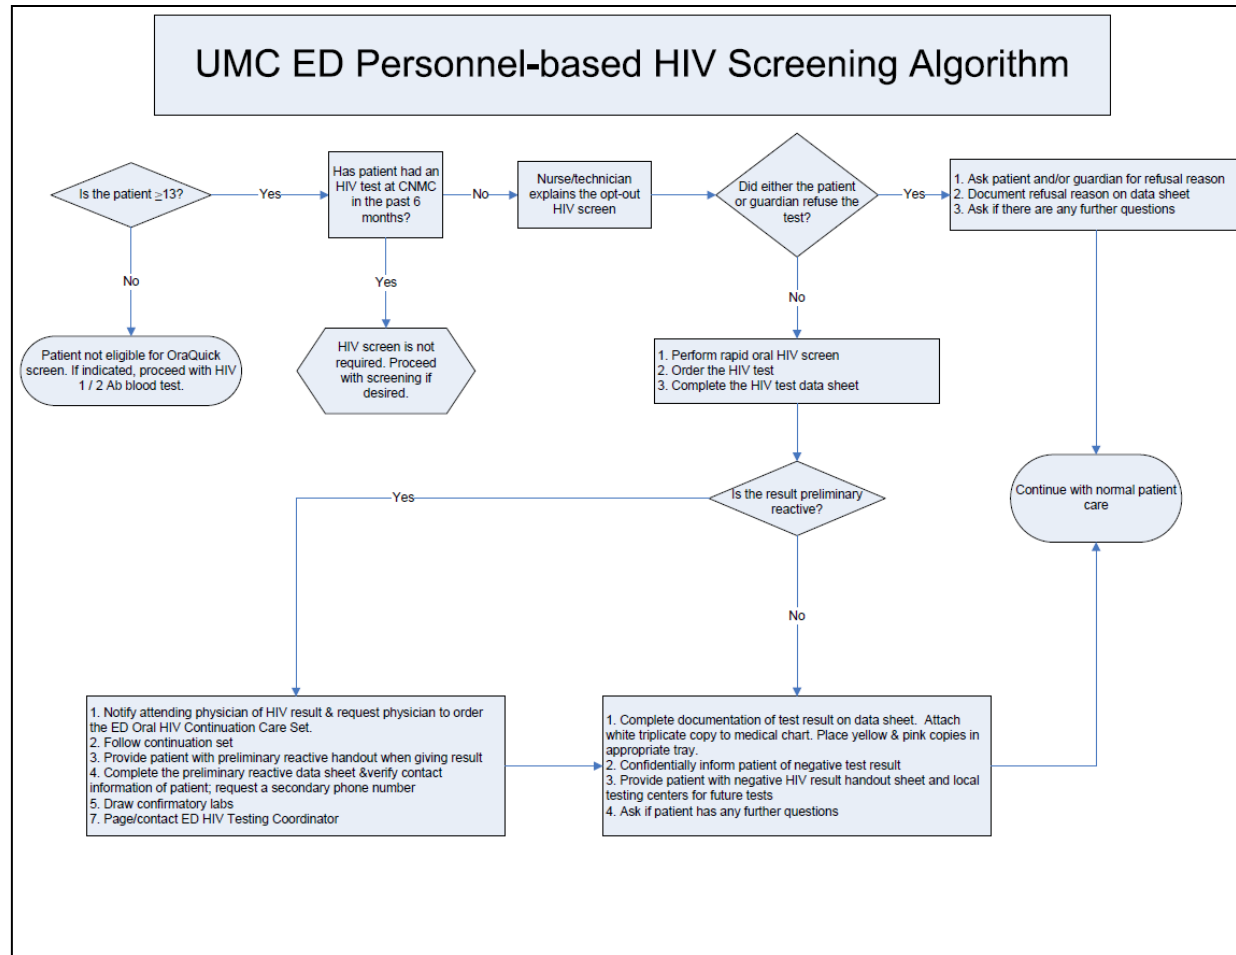 UMC ED Personnel-based HIV Screening Algorithm
Is the patient ≥13?
Yes
Has patient had an
HIV test at CNMC
in the past 6
months?
No
Nurse/technician
explains the opt-out
HIV screen
Did either the patient
or guardian refuse the
test?
Yes
1. Ask patient and/or guardian for refusal reason
2. Document refusal reason on data sheet
3. Ask if there are any further questions
No
Yes
No
Patient not eligible for OraQuick
screen. If indicated, proceed with HIV
1 / 2 Ab blood test.
HIV screen is not
required. Proceed
with screening if
desired.
1. Perform rapid oral HIV screen
2. Order the HIV test
3. Complete the HIV test data sheet
Is the result preliminary
reactive?
Yes
Continue with normal patient
care
No
1. Notify attending physician of HIV result & request physician to order
the ED Oral HIV Continuation Care Set.
2. Follow continuation set
3. Provide patient with preliminary reactive handout when giving result
4. Complete the preliminary reactive data sheet &verify contact
information of patient; request a secondary phone number
5. Draw confirmatory labs
7. Page/contact ED HIV Testing Coordinator
1. Complete documentation of test result on data sheet. Attach
white triplicate copy to medical chart. Place yellow & pink copies in
appropriate tray.
2. Confidentially inform patient of negative test result
3. Provide patient with negative HIV result handout sheet and local
testing centers for future tests
4. Ask if patient has any further questions